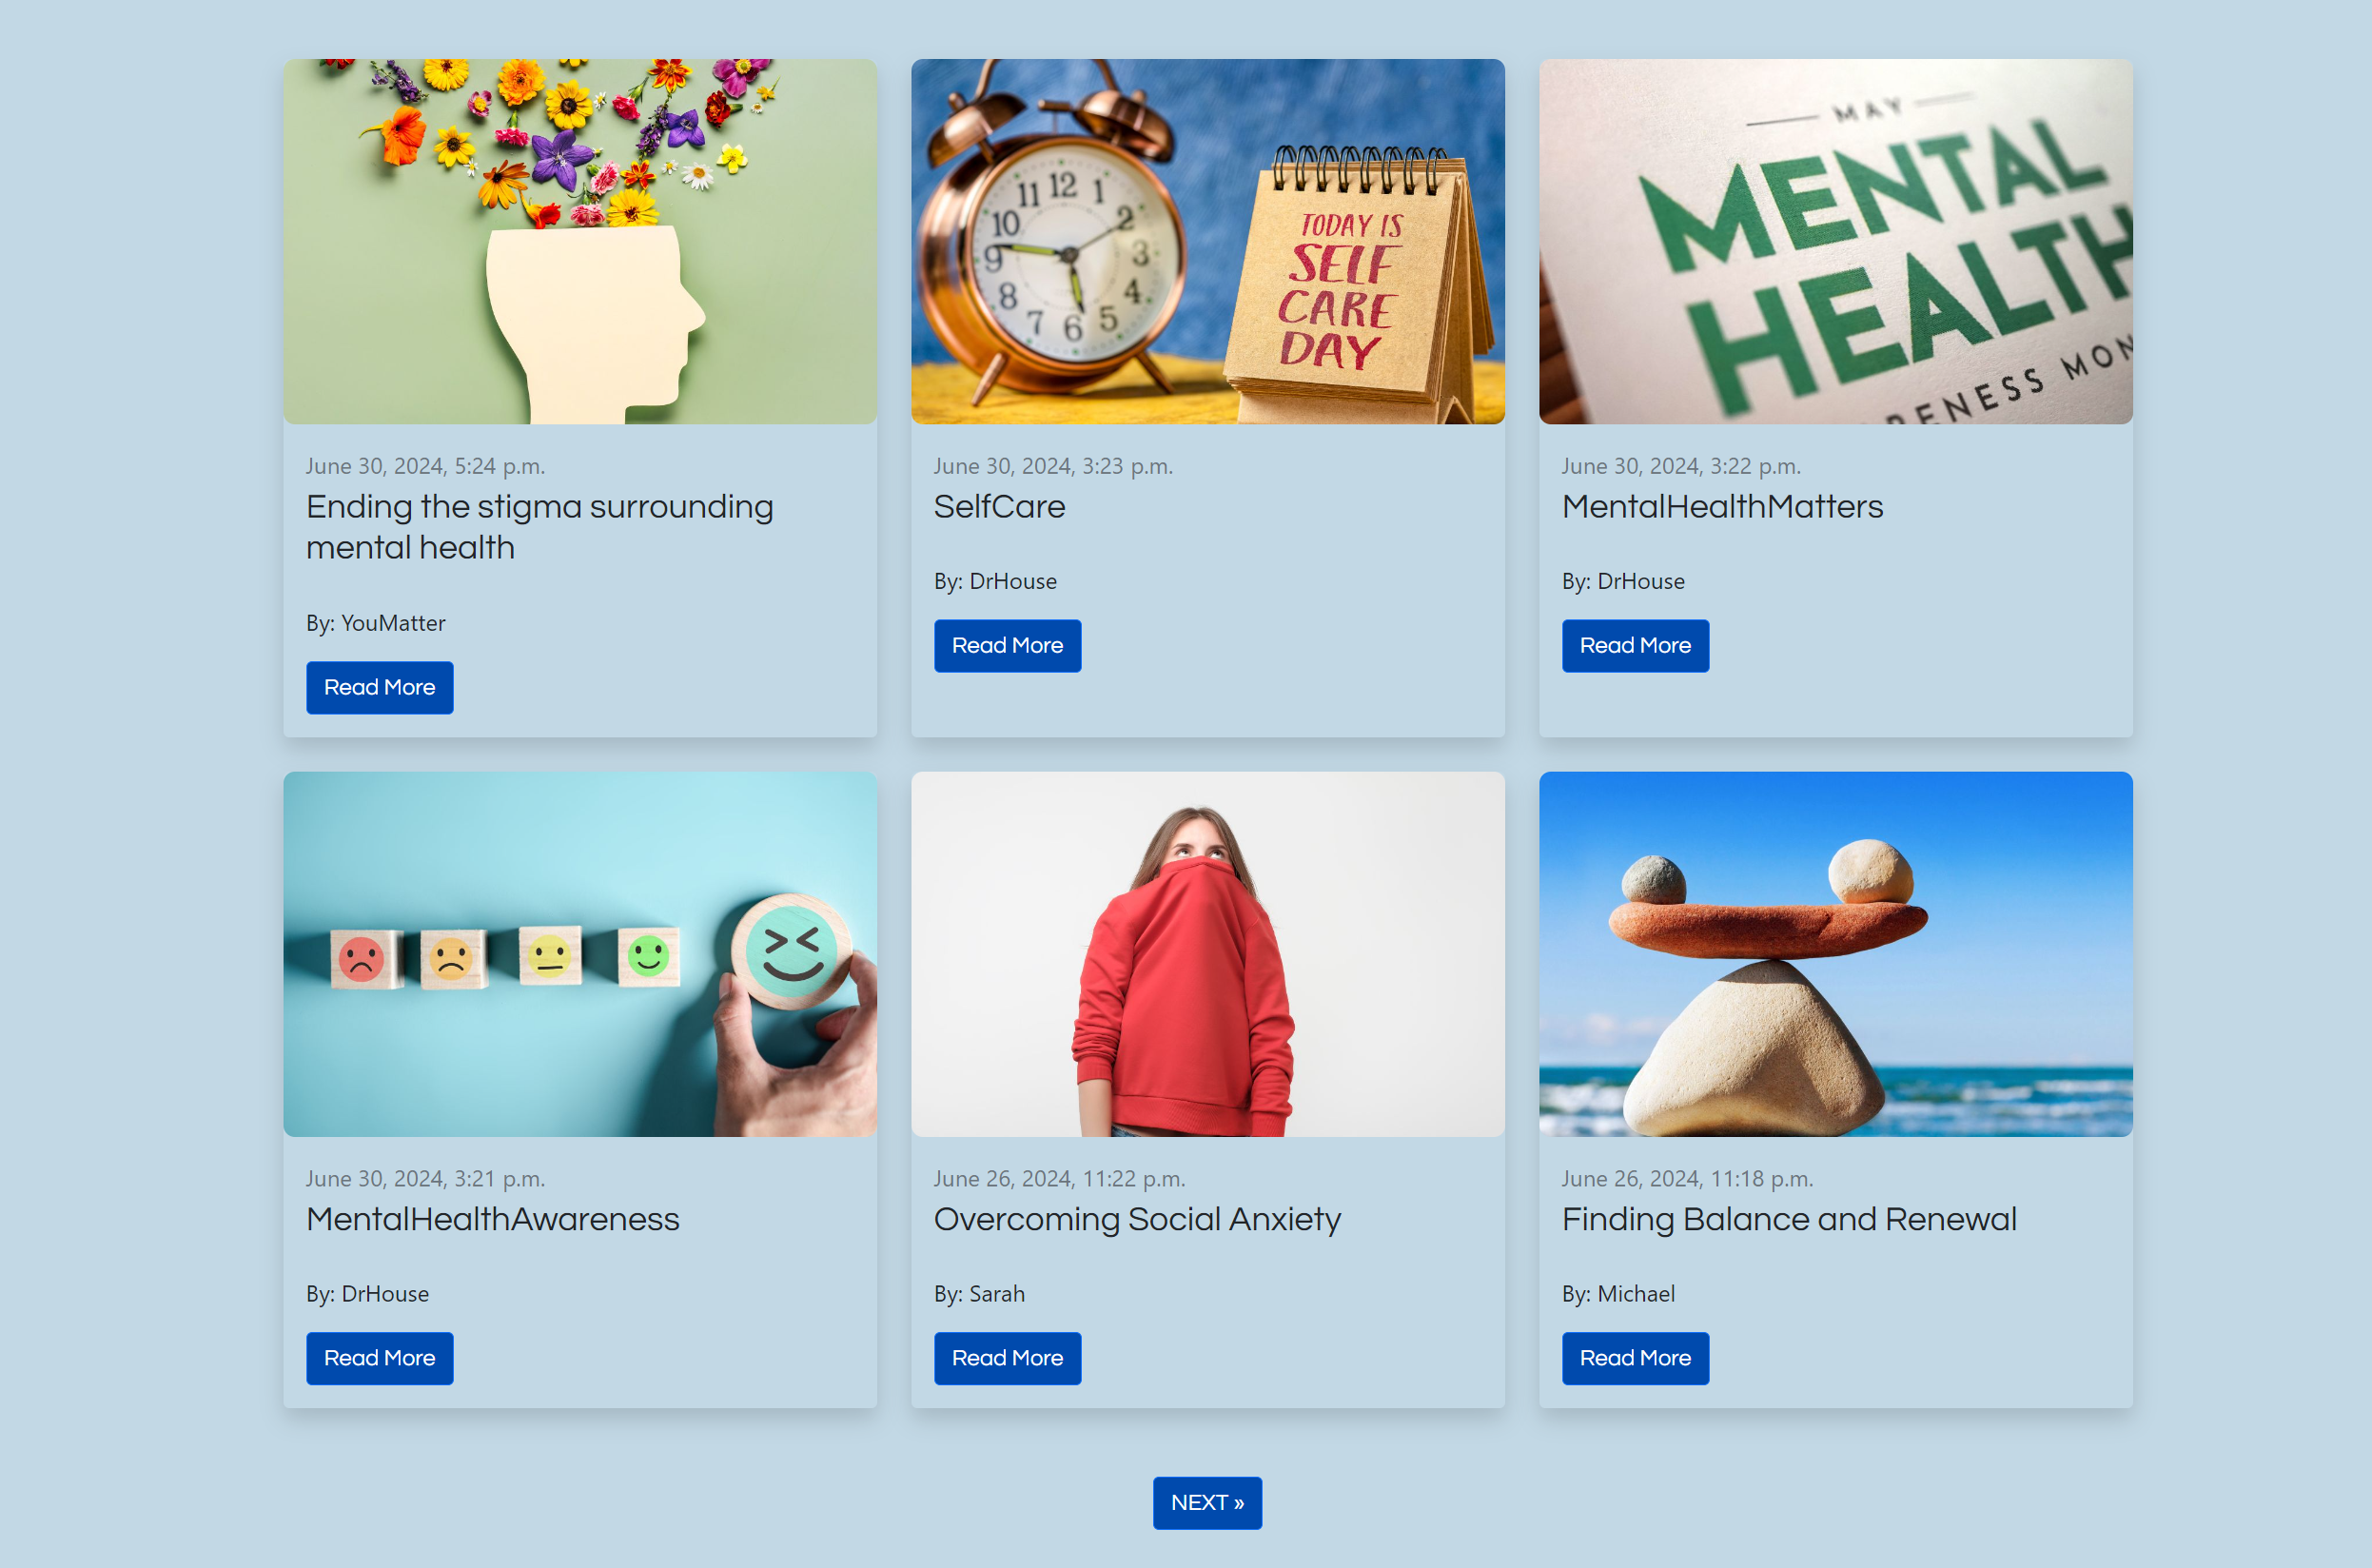 12
11
1
10
2
9
3
8
4
7
6
5
TODAY IS
SELF
CARE
DAY
MAY
MENTAL
HEALTH
June 30, 2024, 5:24 p.m.
Ending the stigma surrounding
mental health
By: YouMatter
Read More
June 30, 2024, 3:23 p.m.
SelfCare
By: DrHouse
Read More
June 30, 2024, 3:22 p.m.
MentalHealthMatters
By: DrHouse
Read More
June 30, 2024, 3:21 p.m.
MentalHealthAwareness
By: DrHouse
Read More
June 26, 2024, 11:22 p.m.
Overcoming Social Anxiety
By: Sarah
Read More
June 26, 2024, 11:18 p.m.
Finding Balance and Renewal
By: Michael
Read More
NEXT »